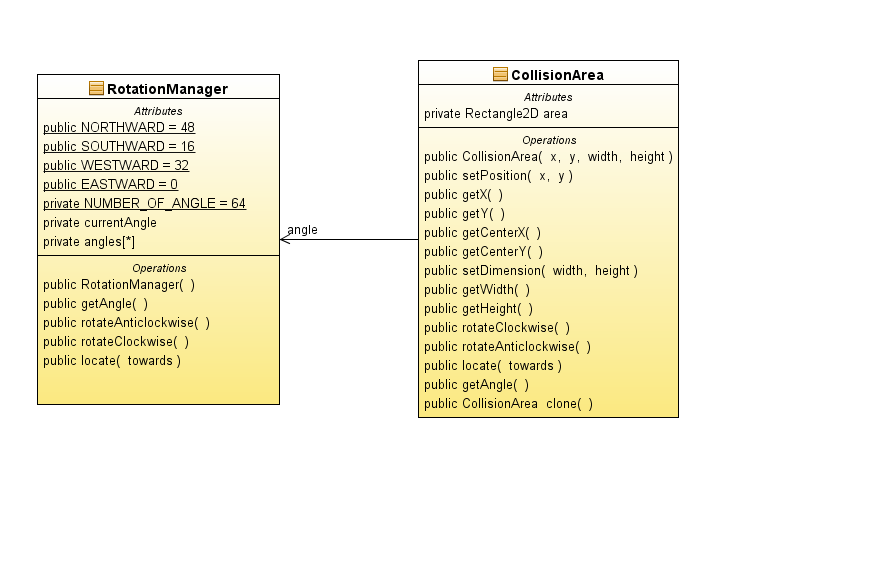 RotationManager
Attributes
public NORTHWARD = 48
public SOUTHWARD = 16
public WESTWARD = 32
public EASTWARD = 0
private NUMBER_OF_ANGLE = 64
private currentAngle
private angles[*]
Operations
public RotationManager( )
public getAngle( )
public rotateAnticlockwise( )
public rotateClockwise( )
public locate( towards )
angle
CollisionArea
Attributes
private Rectangle2D area
Operations
public CollisionArea( x, y, width, height )
public setPosition( x, y )
public getX( )
public getY( )
public getCenterX( )
public getCenterY( )
public setDimension( width, height )
public getWidth( )
public getHeight( )
public rotateClockwise( )
public rotateAnticlockwise( )
public locate( towards )
public getAngle( )
public CollisionArea clone( )